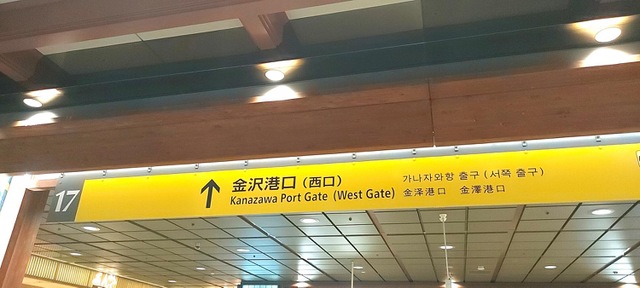 17
金沢港口（西口）
Kanazawa Port Gate (West Gate)
가나자와항 출구 (서쪽 출구)
金泽港口　金澤港口